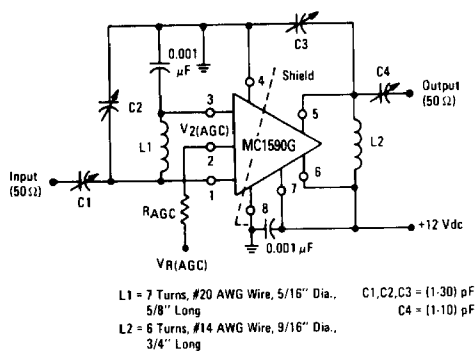 C3
0.001
µF
4
Shield
C4
Output
(50Ω)
C2
3
5
V2(AGC)
MC1590G
L1
L2
2
Input
(50Ω)
6
C1
1
7
RAGC
8
+12 Vdc
0.001 µF
VR(AGC)
L1 = 7 Turns, #20 AWG Wire, 5/16" Dia.,
5/8" Long
L2 = 6 Turns, #14 AWG Wire, 9/16" Dia.,
3/4" Long
C1,C2,C3 = (1-30) pF
C4 = (1-10) pF